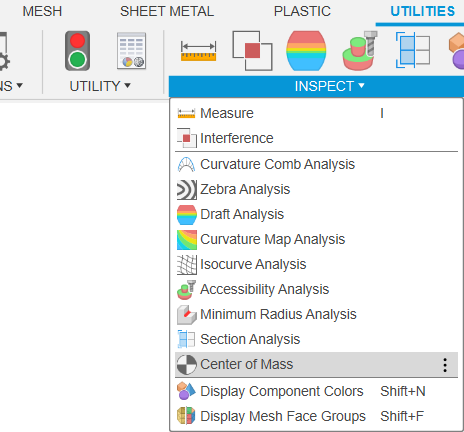 MESH SHEET METAL PLASTIC UTILITIES
NS ▾ UTILITY ▾ INSPECT ▾
Measure I
Interference
Curvature Comb Analysis
Zebra Analysis
Draft Analysis
Curvature Map Analysis
Isocurve Analysis
Accessibility Analysis
Minimum Radius Analysis
Section Analysis
Center of Mass
Display Component Colors Shift+N
Display Mesh Face Groups Shift+F